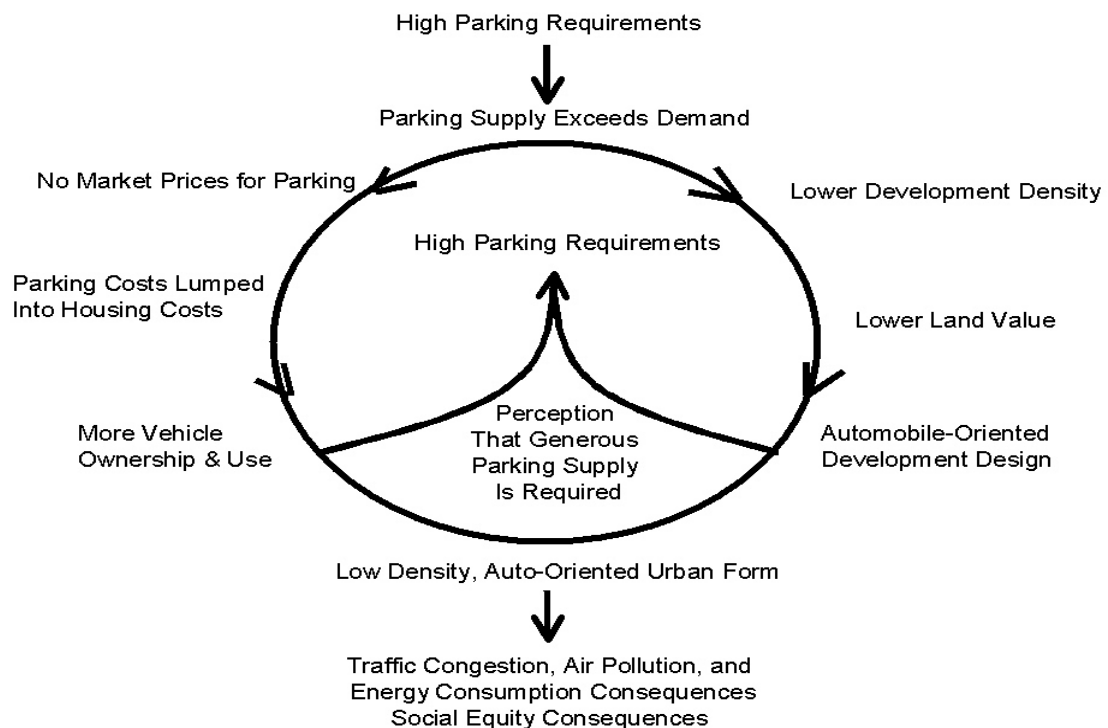 High Parking Requirements
Parking Supply Exceeds Demand
No Market Prices for Parking
Lower Development Density
High Parking Requirements
Parking Costs Lumped
Into Housing Costs
Lower Land Value
More Vehicle
Ownership & Use
Perception
That Generous
Parking Supply
Is Required
Automobile-Oriented
Development Design
Low Density, Auto-Oriented Urban Form
Traffic Congestion, Air Pollution, and
Energy Consumption Consequences
Social Equity Consequences